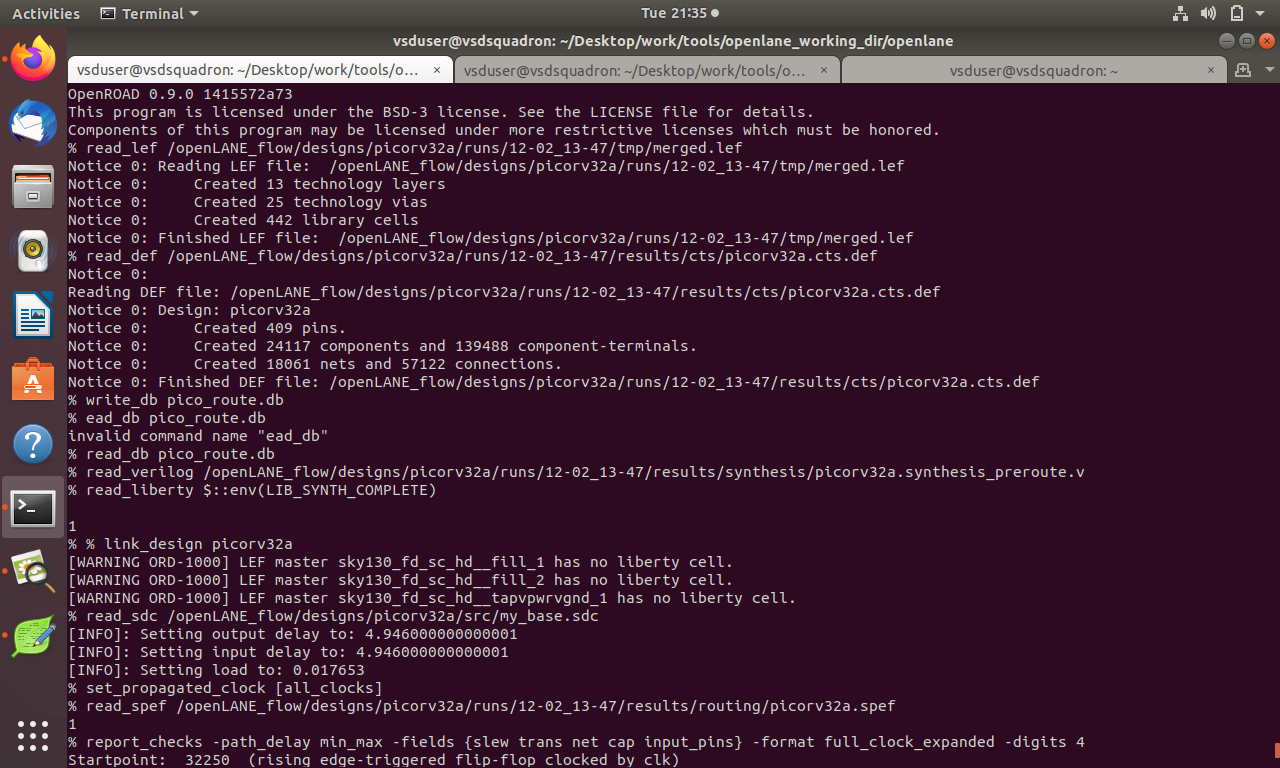 Activities
Terminal
Tue 21:35
vsduser@vsdsquadron: ~/Desktop/work/tools/openlane_working_dir/openlane
vsduser@vsdsquadron: ~/Desktop/work/tools/o... ×
vsduser@vsdsquadron: ~/Desktop/work/tools/o... ×
vsduser@vsdsquadron: ~ ×
OpenROAD 0.9.0 1415572a73
This program is licensed under the BSD-3 license. See the LICENSE file for details.
Components of this program may be licensed under more restrictive licenses which must be honored.
% read_lef /openLANE_flow/designs/picorv32a/runs/12-02_13-47/tmp/merged.lef
Notice 0: Reading LEF file:  /openLANE_flow/designs/picorv32a/runs/12-02_13-47/tmp/merged.lef
Notice 0:     Created 13 technology layers
Notice 0:     Created 25 technology vias
Notice 0:     Created 442 library cells
Notice 0: Finished LEF file:  /openLANE_flow/designs/picorv32a/runs/12-02_13-47/tmp/merged.lef
% read_def /openLANE_flow/designs/picorv32a/runs/12-02_13-47/results/cts/picorv32a.cts.def
Notice 0:
Reading DEF file: /openLANE_flow/designs/picorv32a/runs/12-02_13-47/results/cts/picorv32a.cts.def
Notice 0: Design: picorv32a
Notice 0:     Created 409 pins.
Notice 0:     Created 24117 components and 139488 component-terminals.
Notice 0:     Created 18061 nets and 57122 connections.
Notice 0: Finished DEF file: /openLANE_flow/designs/picorv32a/runs/12-02_13-47/results/cts/picorv32a.cts.def
% write_db pico_route.db
% ead_db pico_route.db
invalid command name "ead_db"
% read_db pico_route.db
% read_verilog /openLANE_flow/designs/picorv32a/runs/12-02_13-47/results/synthesis/picorv32a.synthesis_preroute.v
% read_liberty $::env(LIB_SYNTH_COMPLETE)
1
% % link_design picorv32a
[WARNING ORD-1000] LEF master sky130_fd_sc_hd__fill_1 has no liberty cell.
[WARNING ORD-1000] LEF master sky130_fd_sc_hd__fill_2 has no liberty cell.
[WARNING ORD-1000] LEF master sky130_fd_sc_hd__tapvpwrvgnd_1 has no liberty cell.
% read_sdc /openLANE_flow/designs/picorv32a/src/my_base.sdc
[INFO]: Setting output delay to: 4.946000000000001
[INFO]: Setting input delay to: 4.946000000000001
[INFO]: Setting load to: 0.017653
% set_propagated_clock [all_clocks]
% read_spef /openLANE_flow/designs/picorv32a/runs/12-02_13-47/results/routing/picorv32a.spef
1
% report_checks -path_delay min_max -fields {slew trans net cap input_pins} -format full_clock_expanded -digits 4
Startpoint: _32250_ (rising edge-triggered flip-flop clocked by clk)